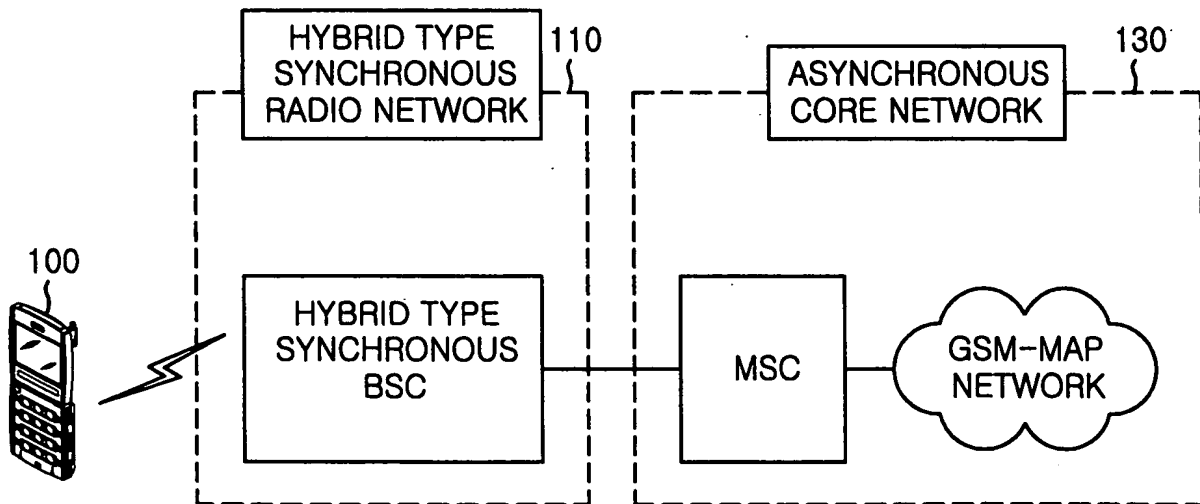 HYBRID TYPE
SYNCHRONOUS
RADIO NETWORK
110
ASYNCHRONOUS
CORE NETWORK
130
100
HYBRID TYPE
SYNCHRONOUS
BSC
MSC
GSM-MAP
NETWORK